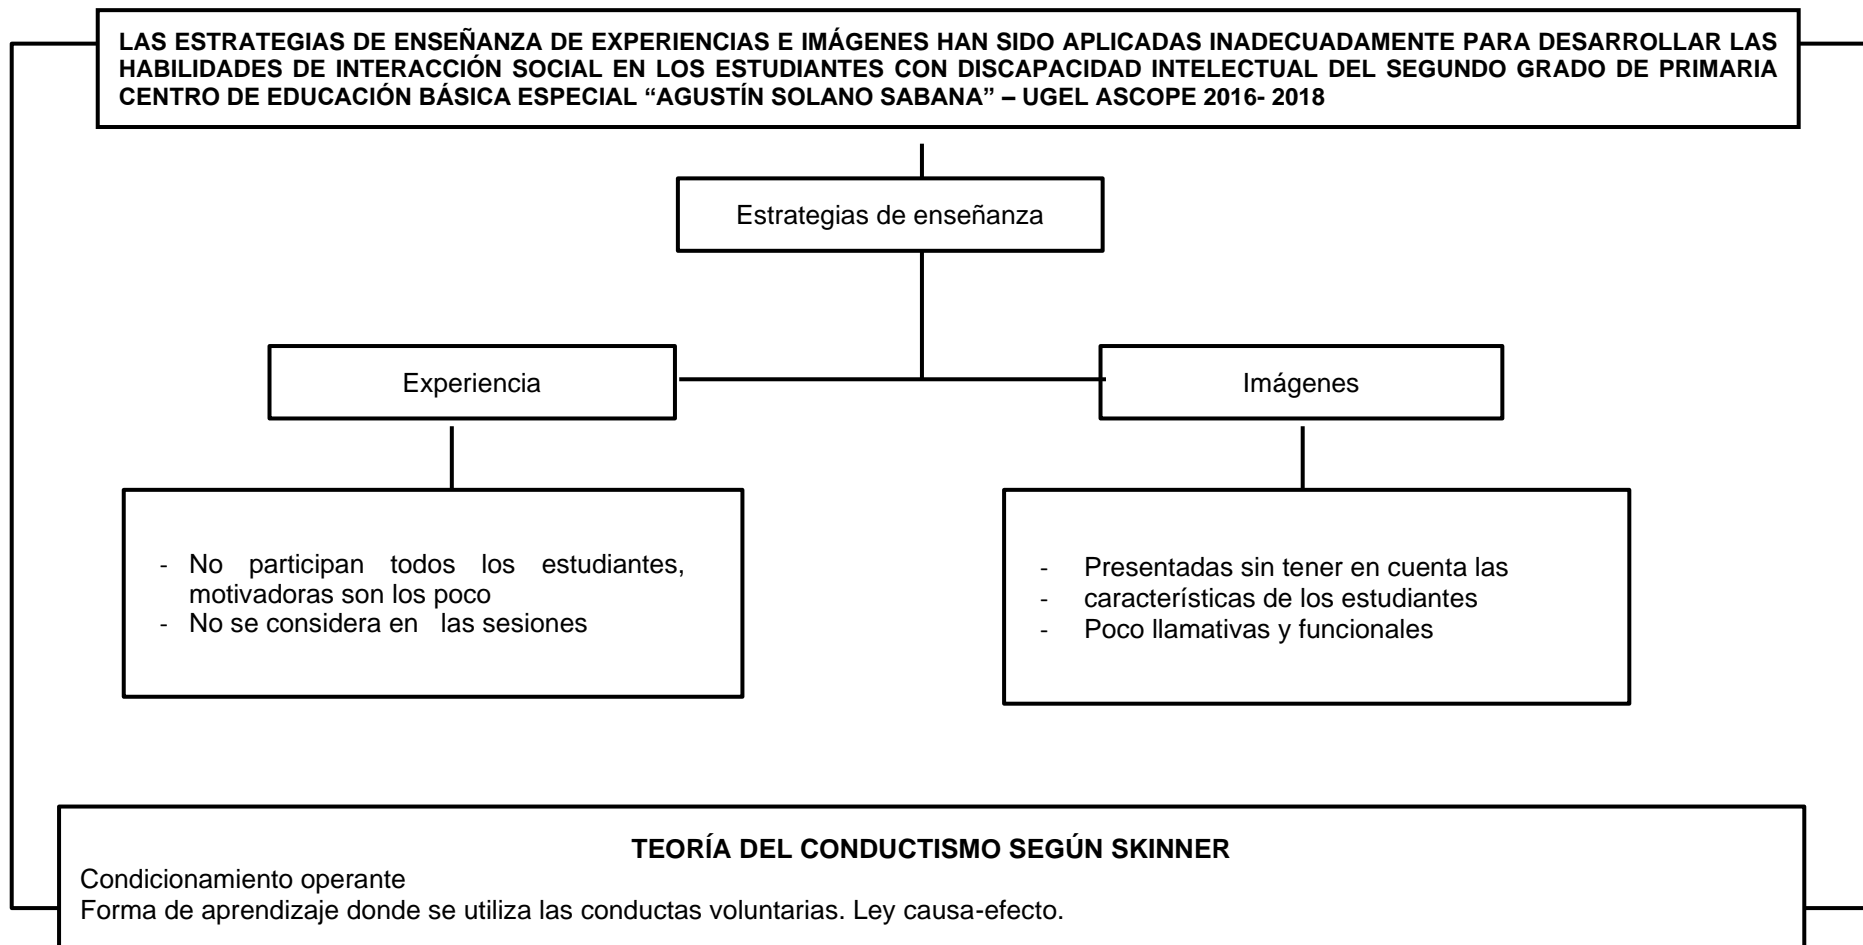 LAS ESTRATEGIAS DE ENSEÑANZA DE EXPERIENCIAS E IMÁGENES HAN SIDO APLICADAS INADECUADAMENTE PARA DESARROLLAR LAS
HABILIDADES DE INTERACCIÓN SOCIAL EN LOS ESTUDIANTES CON DISCAPACIDAD INTELECTUAL DEL SEGUNDO GRADO DE PRIMARIA
CENTRO DE EDUCACIÓN BÁSICA ESPECIAL “AGUSTÍN SOLANO SABANA” – UGEL ASCOPE 2016- 2018
Estrategias de enseñanza
Experiencia
Imágenes
- No participan todos los estudiantes,
motivadoras son los poco
- No se considera en las sesiones
- Presentadas sin tener en cuenta las
- características de los estudiantes
- Poco llamativas y funcionales
TEORÍA DEL CONDUCTISMO SEGÚN SKINNER
Condicionamiento operante
Forma de aprendizaje donde se utiliza las conductas voluntarias. Ley causa-efecto.